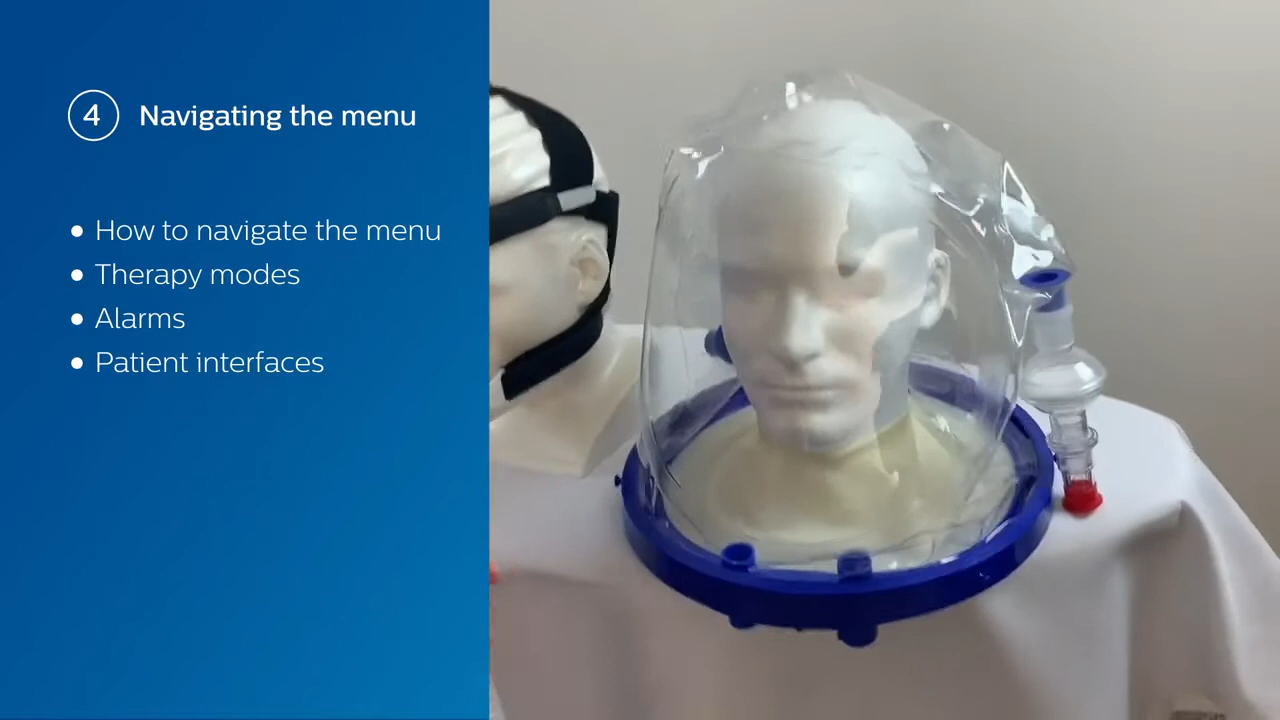 4 Navigating the menu
• How to navigate the menu
• Therapy modes
• Alarms
• Patient interfaces